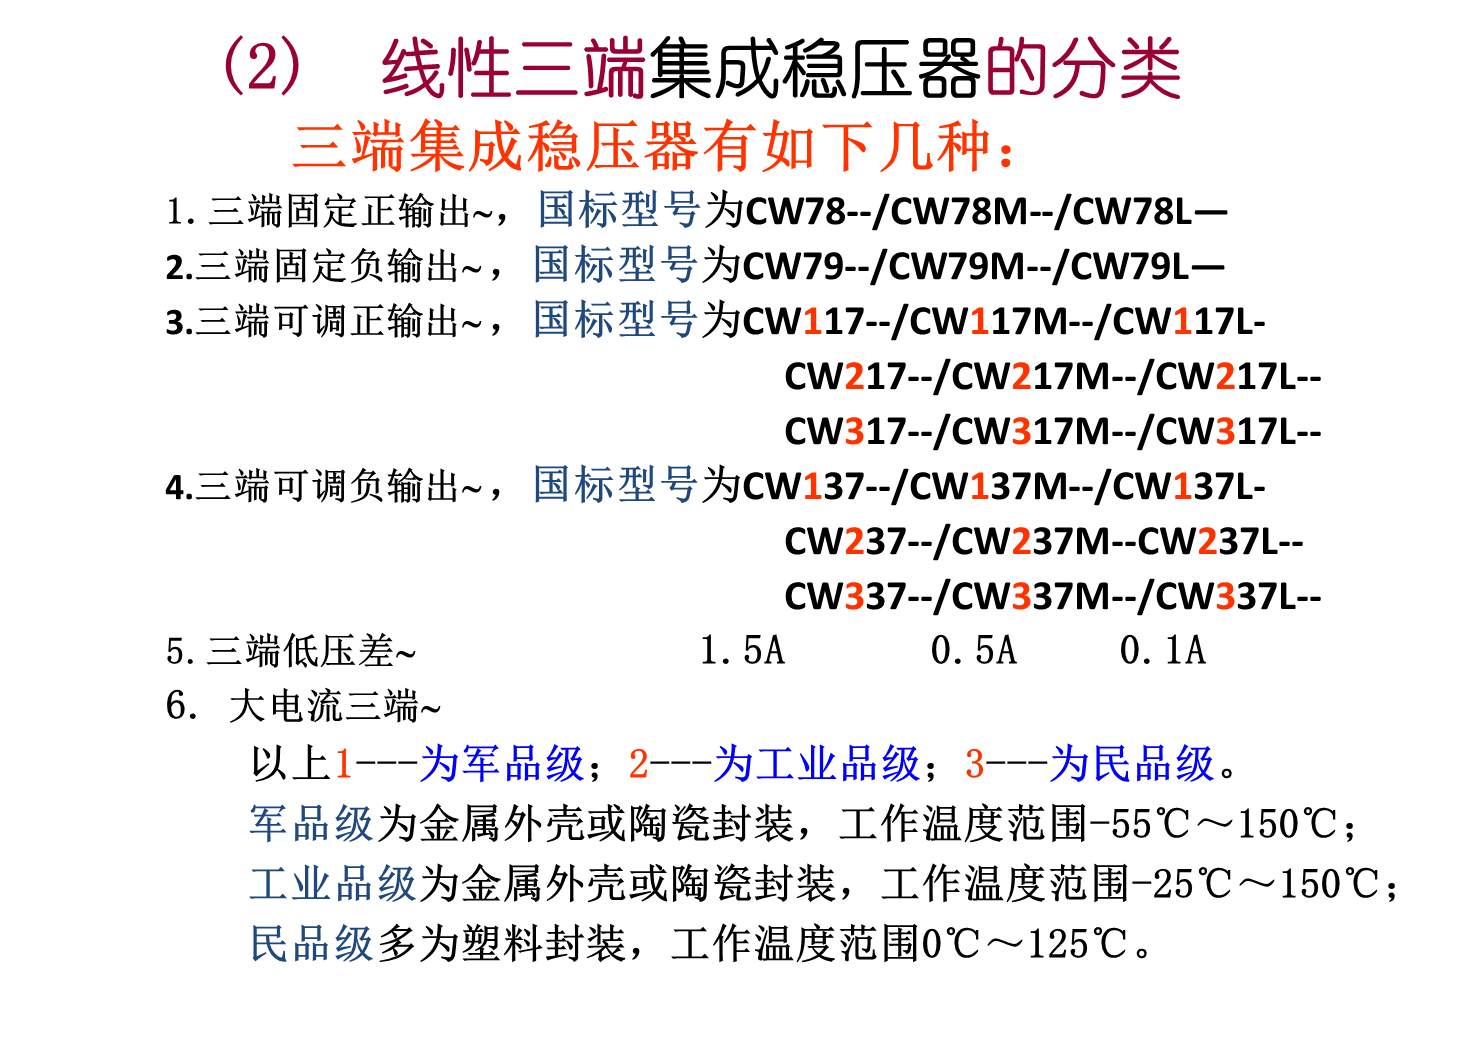 (2) 线性三端集成稳压器的分类
三端集成稳压器有如下几种：
1.三端固定正输出~，国标型号为CW78--/CW78M--/CW78L—
2.三端固定负输出~，国标型号为CW79--/CW79M--/CW79L—
3.三端可调正输出~，国标型号为CW117--/CW117M--/CW117L-
CW217--/CW217M--/CW217L--
CW317--/CW317M--/CW317L--
4.三端可调负输出~，国标型号为CW137--/CW137M--/CW137L-
CW237--/CW237M--CW237L--
CW337--/CW337M--/CW337L--
5.三端低压差~ 1.5A 0.5A 0.1A
6. 大电流三端~
以上1---为军品级；2---为工业品级；3---为民品级。
军品级为金属外壳或陶瓷封装，工作温度范围-55℃～150℃；
工业品级为金属外壳或陶瓷封装，工作温度范围-25℃～150℃；
民品级多为塑料封装，工作温度范围0℃～125℃。